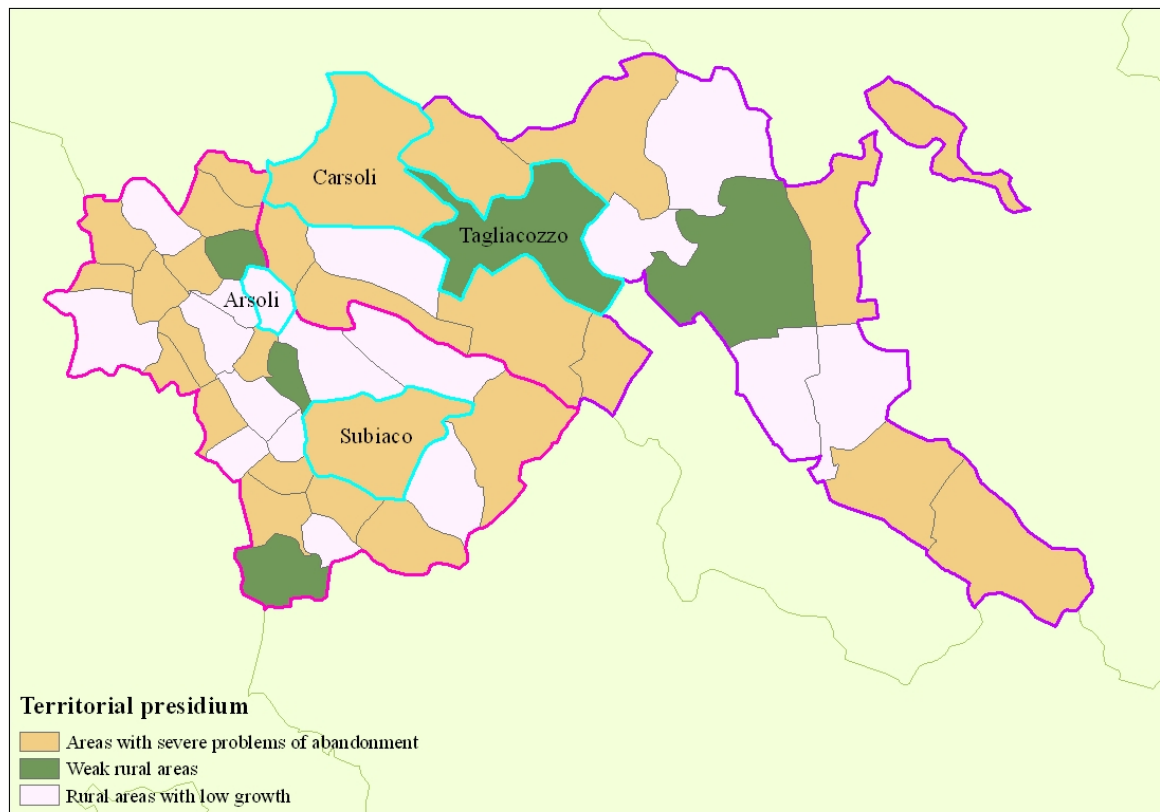 Carsoli
Tagliacozzo
Arsoli
Subiaco
Territorial presidium
Areas with severe problems of abandonment
Weak rural areas
Rural areas with low growth